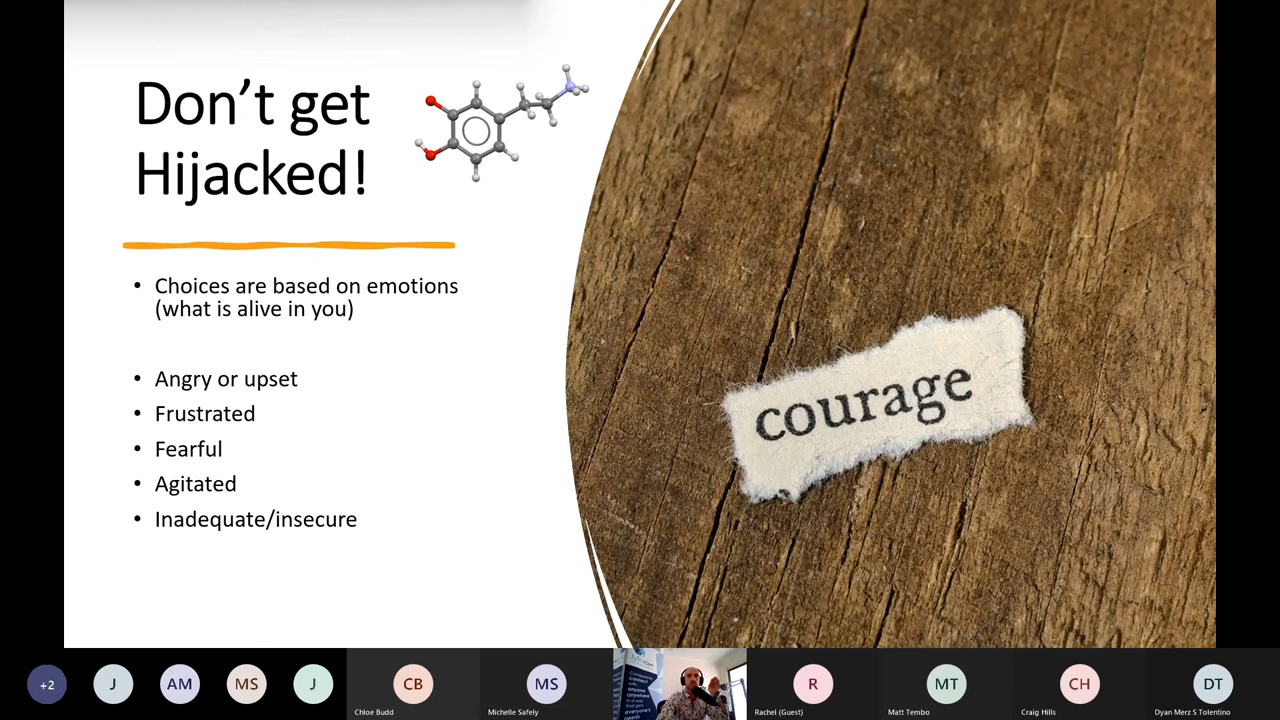 Don't get
Hijacked!
• Choices are based on emotions
(what is alive in you)
• Angry or upset
• Frustrated
• Fearful
• Agitated
• Inadequate/insecure
courage
+2
J
AM
MS
J
CB
MS
R
MT
CH
DT
Chloe Budd
Michelle Safely
Rachel (Guest)
Matt Tembo
Craig Hills
Dyan Merz S Tolentino